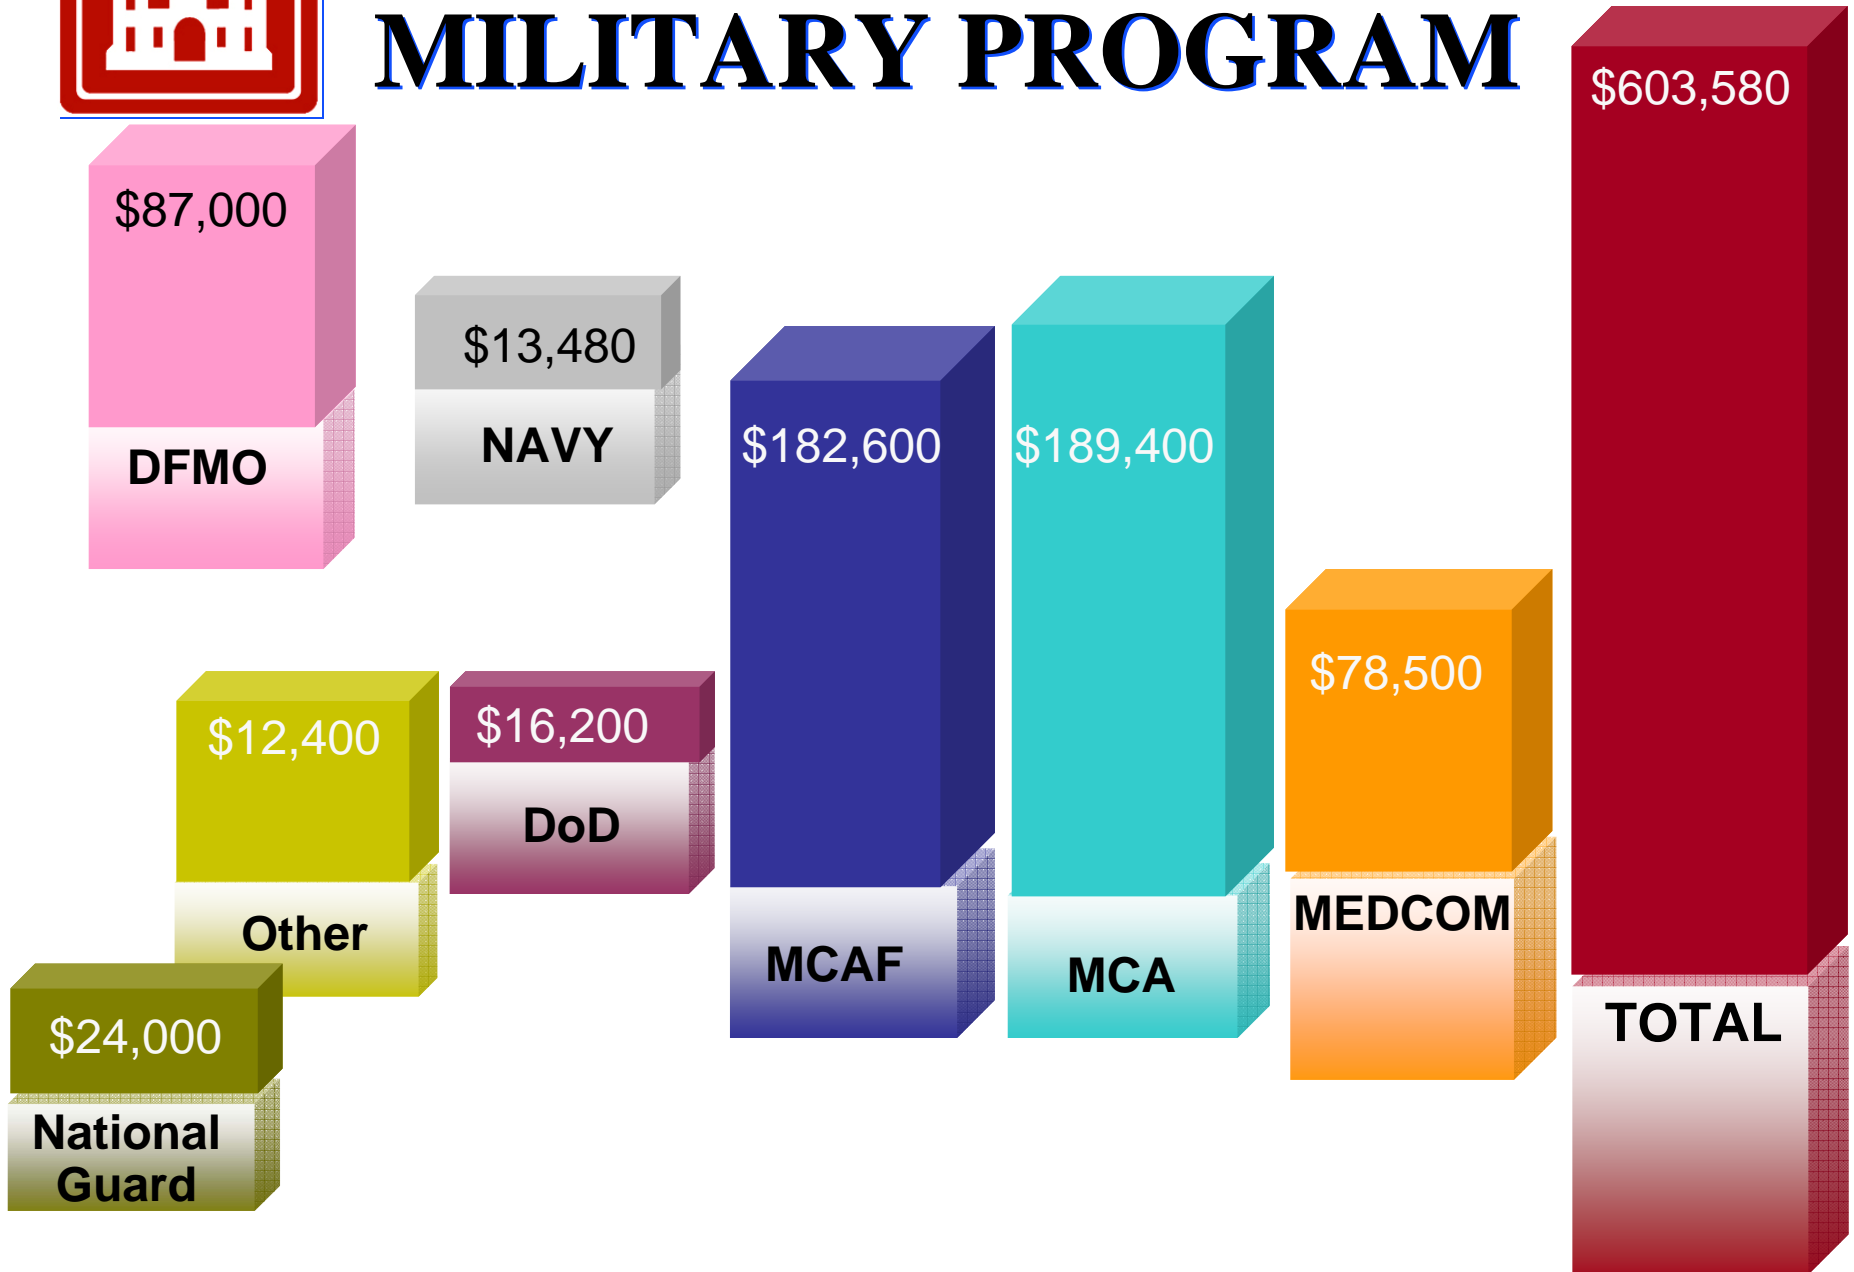 MILITARY PROGRAM
$603,580
$87,000
$13,480
NAVY
DFMO
$182,600
$189,400
$78,500
$12,400
$16,200
DoD
Other
MCAF
MCA
MEDCOM
TOTAL
$24,000
National
Guard